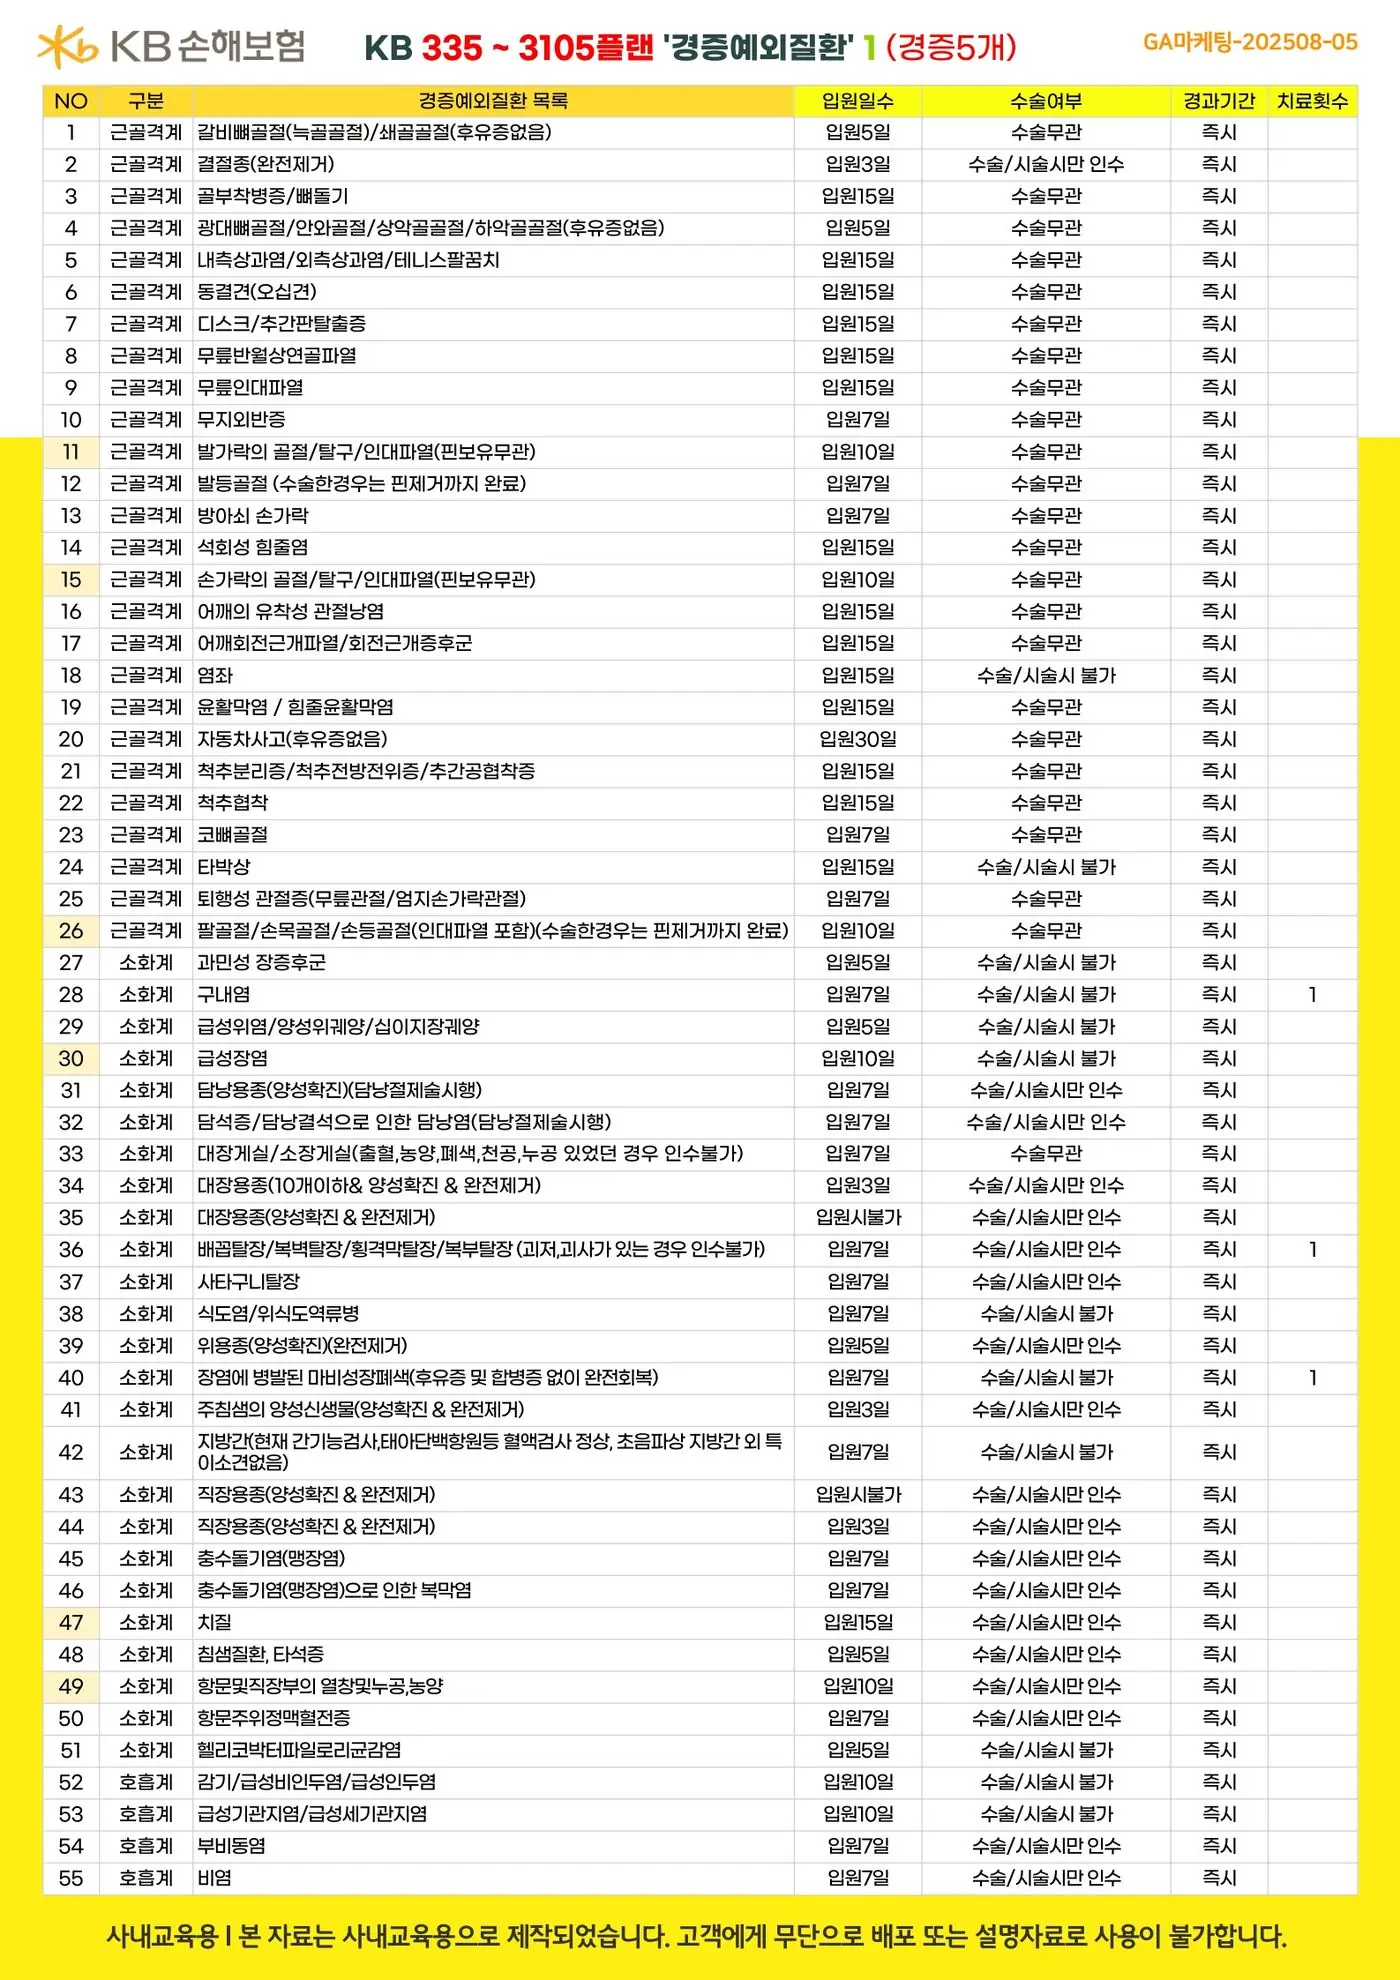 KB 손해보험
KB 335 ~ 3105플랜 '경증예외질환' 1 (경증5개)
GA마케팅-202508-05
NO 구분 경증예외질환 목록 입원일수 수술여부 경과기간 치료횟수
1 근골격계 갈비뼈골절(늑골골절)/쇄골골절(후유증없음) 입원5일 수술무관 즉시
2 근골격계 결절종(완전제거) 입원3일 수술/시술시만 인수 즉시
3 근골격계 골부착병증/뼈돌기 입원15일 수술무관 즉시
4 근골격계 광대뼈골절/안와골절/상악골골절/하악골골절(후유증없음) 입원5일 수술무관 즉시
5 근골격계 내측상과염/외측상과염/테니스팔꿈치 입원15일 수술무관 즉시
6 근골격계 동결견(오십견) 입원15일 수술무관 즉시
7 근골격계 디스크/추간판탈출증 입원15일 수술무관 즉시
8 근골격계 무릎반월상연골파열 입원15일 수술무관 즉시
9 근골격계 무릎인대파열 입원15일 수술무관 즉시
10 근골격계 무지외반증 입원7일 수술무관 즉시
11 근골격계 발가락의 골절/탈구/인대파열(핀보유무관) 입원10일 수술무관 즉시
12 근골격계 발등골절 (수술한경우는 핀제거까지 완료) 입원7일 수술무관 즉시
13 근골격계 방아쇠 손가락 입원7일 수술무관 즉시
14 근골격계 석회성 힘줄염 입원15일 수술무관 즉시
15 근골격계 손가락의 골절/탈구/인대파열(핀보유무관) 입원10일 수술무관 즉시
16 근골격계 어깨의 유착성 관절낭염 입원15일 수술무관 즉시
17 근골격계 어깨회전근개파열/회전근개증후군 입원15일 수술무관 즉시
18 근골격계 염좌 입원15일 수술/시술시 불가 즉시
19 근골격계 윤활막염 / 힘줄윤활막염 입원15일 수술무관 즉시
20 근골격계 자동차사고(후유증없음) 입원30일 수술무관 즉시
21 근골격계 척추분리증/척추전방전위증/추간공협착증 입원15일 수술무관 즉시
22 근골격계 척추협착 입원15일 수술무관 즉시
23 근골격계 코뼈골절 입원7일 수술무관 즉시
24 근골격계 타박상 입원15일 수술/시술시 불가 즉시
25 근골격계 퇴행성 관절증(무릎관절/엄지손가락관절) 입원7일 수술무관 즉시
26 근골격계 팔골절/손목골절/손등골절(인대파열 포함)(수술한경우는 핀제거까지 완료) 입원10일 수술무관 즉시
27 소화계 과민성 장증후군 입원5일 수술/시술시 불가 즉시
28 소화계 구내염 입원7일 수술/시술시 불가 즉시 1
29 소화계 급성위염/양성위궤양/십이지장궤양 입원5일 수술/시술시 불가 즉시
30 소화계 급성장염 입원10일 수술/시술시 불가 즉시
31 소화계 담낭용종(양성확진)(담낭절제술시행) 입원7일 수술/시술시만 인수 즉시
32 소화계 담석증/담낭결석으로 인한 담낭염(담낭절제술시행) 입원7일 수술/시술시만 인수 즉시
33 소화계 대장게실/소장게실(출혈,농양,폐색,천공,누공 있었던 경우 인수불가) 입원7일 수술무관 즉시
34 소화계 대장용종(10개이하& 양성확진 & 완전제거) 입원3일 수술/시술시만 인수 즉시
35 소화계 대장용종(양성확진 & 완전제거) 입원시불가 수술/시술시만 인수 즉시
36 소화계 배꼽탈장/복벽탈장/횡격막탈장/복부탈장 (괴저,괴사가 있는 경우 인수불가) 입원7일 수술/시술시만 인수 즉시 1
37 소화계 사타구니탈장 입원7일 수술/시술시만 인수 즉시
38 소화계 식도염/위식도역류병 입원7일 수술/시술시 불가 즉시
39 소화계 위용종(양성확진)(완전제거) 입원5일 수술/시술시만 인수 즉시
40 소화계 장염에 병발된 마비성장폐색(후유증 및 합병증 없이 완전회복) 입원7일 수술/시술시 불가 즉시 1
41 소화계 주침샘의 양성신생물(양성확진 & 완전제거) 입원3일 수술/시술시만 인수 즉시
42 소화계 지방간(현재 간기능검사,태아단백항원등 혈액검사 정상, 초음파상 지방간 외 특
이소견없음) 입원7일 수술/시술시 불가 즉시
43 소화계 직장용종(양성확진 & 완전제거) 입원시불가 수술/시술시만 인수 즉시
44 소화계 직장용종(양성확진 & 완전제거) 입원3일 수술/시술시만 인수 즉시
45 소화계 충수돌기염(맹장염) 입원7일 수술/시술시만 인수 즉시
46 소화계 충수돌기염(맹장염)으로 인한 복막염 입원7일 수술/시술시만 인수 즉시
47 소화계 치질 입원15일 수술/시술시만 인수 즉시
48 소화계 침샘질환, 타석증 입원5일 수술/시술시만 인수 즉시
49 소화계 항문및직장부의 열창및누공,농양 입원10일 수술/시술시만 인수 즉시
50 소화계 항문주위정맥혈전증 입원7일 수술/시술시만 인수 즉시
51 소화계 헬리코박터파일로리균감염 입원5일 수술/시술시 불가 즉시
52 호흡계 감기/급성비인두염/급성인두염 입원10일 수술/시술시 불가 즉시
53 호흡계 급성기관지염/급성세기관지염 입원10일 수술/시술시 불가 즉시
54 호흡계 부비동염 입원7일 수술/시술시만 인수 즉시
55 호흡계 비염 입원7일 수술/시술시만 인수 즉시
사내교육용 I 본 자료는 사내교육용으로 제작되었습니다. 고객에게 무단으로 배포 또는 설명자료로 사용이 불가합니다.